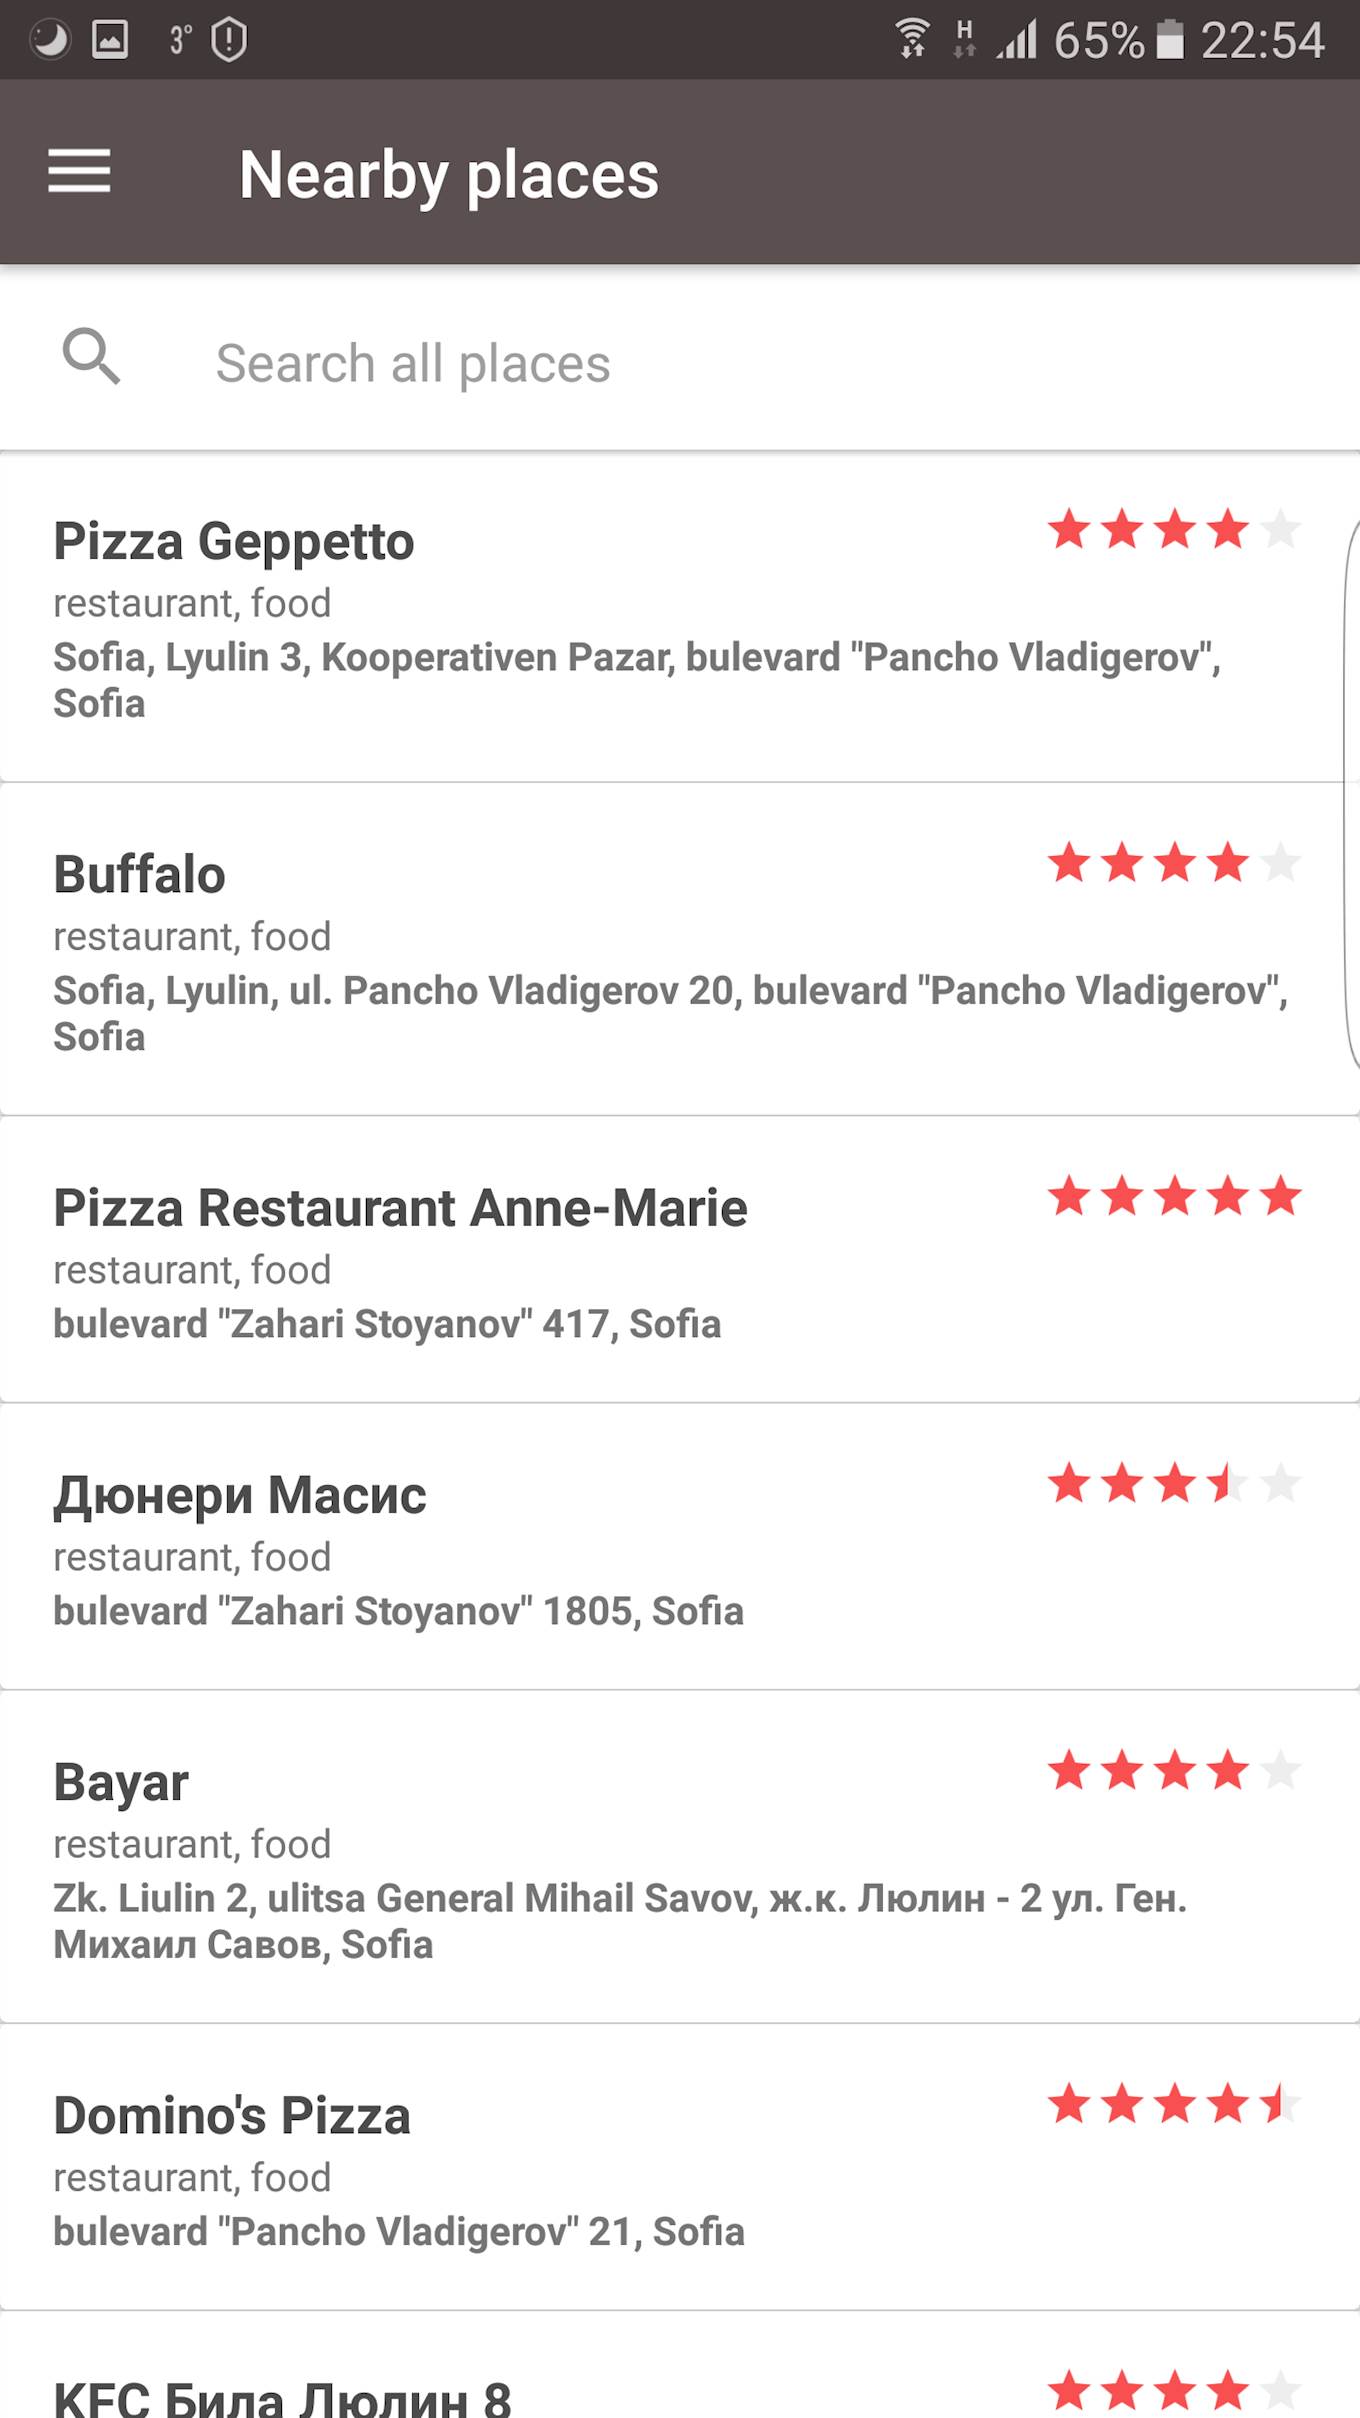 3° H 65% 22:54
Nearby places
Search all places
Pizza Geppetto
restaurant, food
Sofia, Lyulin 3, Kooperativen Pazar, bulevard "Pancho Vladigerov",
Sofia
Buffalo
restaurant, food
Sofia, Lyulin, ul. Pancho Vladigerov 20, bulevard "Pancho Vladigerov",
Sofia
Pizza Restaurant Anne-Marie
restaurant, food
bulevard "Zahari Stoyanov" 417, Sofia
Дюнери Масис
restaurant, food
bulevard "Zahari Stoyanov" 1805, Sofia
Bayar
restaurant, food
Zk. Liulin 2, ulitsa General Mihail Savov, ж.к. Люлин - 2 ул. Ген.
Михаил Савов, Sofia
Domino's Pizza
restaurant, food
bulevard "Pancho Vladigerov" 21, Sofia
KFC Била Люлин 8